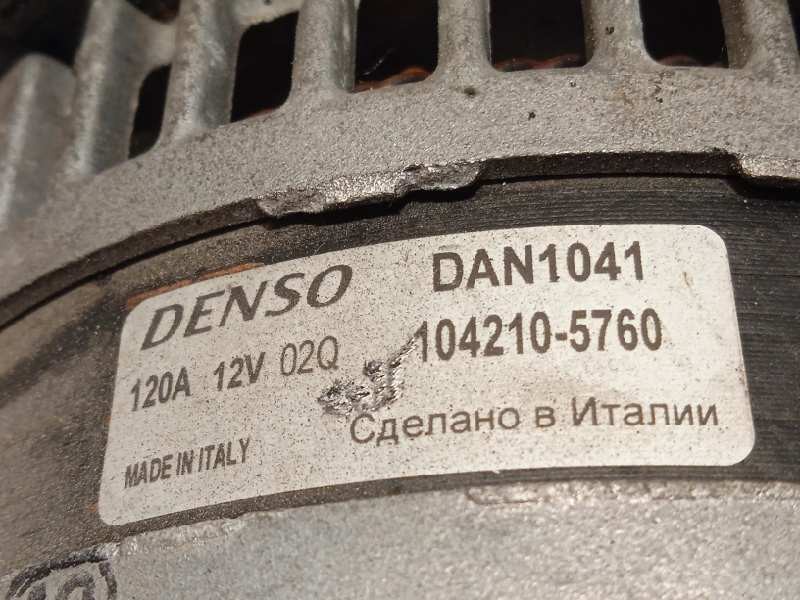 DENSO DAN1041
120A 12V 02Q 104210-5760
MADE IN ITALY Сделано в Италии